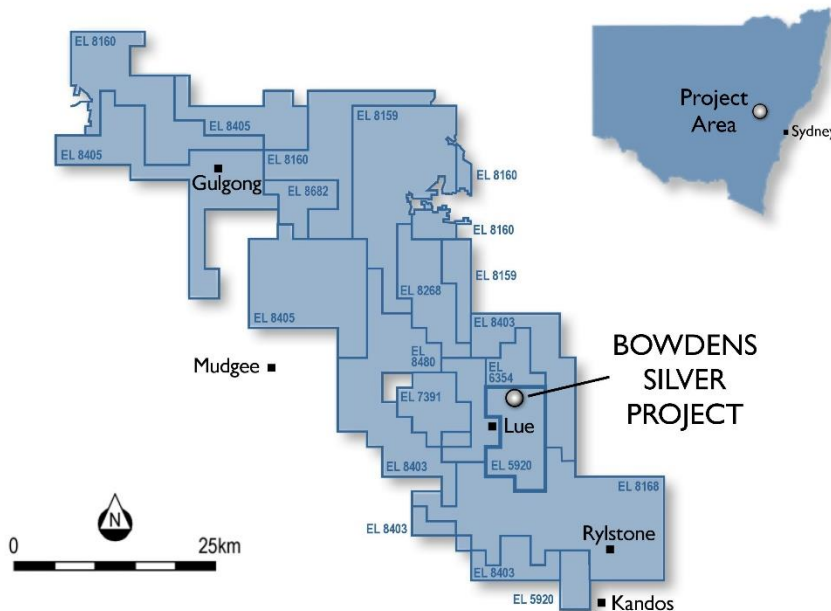 EL 8160
EL 8405
EL 8159
EL 8405
EL 8160
Gulgong
EL 8682
EL 8160
EL 8160
EL 8159
EL 8268
EL 8405
EL 8403
Mudgee
EL
8480
EL
6354
EL 7391
Lue
BOWDENS
SILVER
PROJECT
EL 8403
EL 5920
EL 8168
EL 8403
Rylstone
EL 8403
EL 5920
Kandos
N
0
25km
Project
Area
Sydney